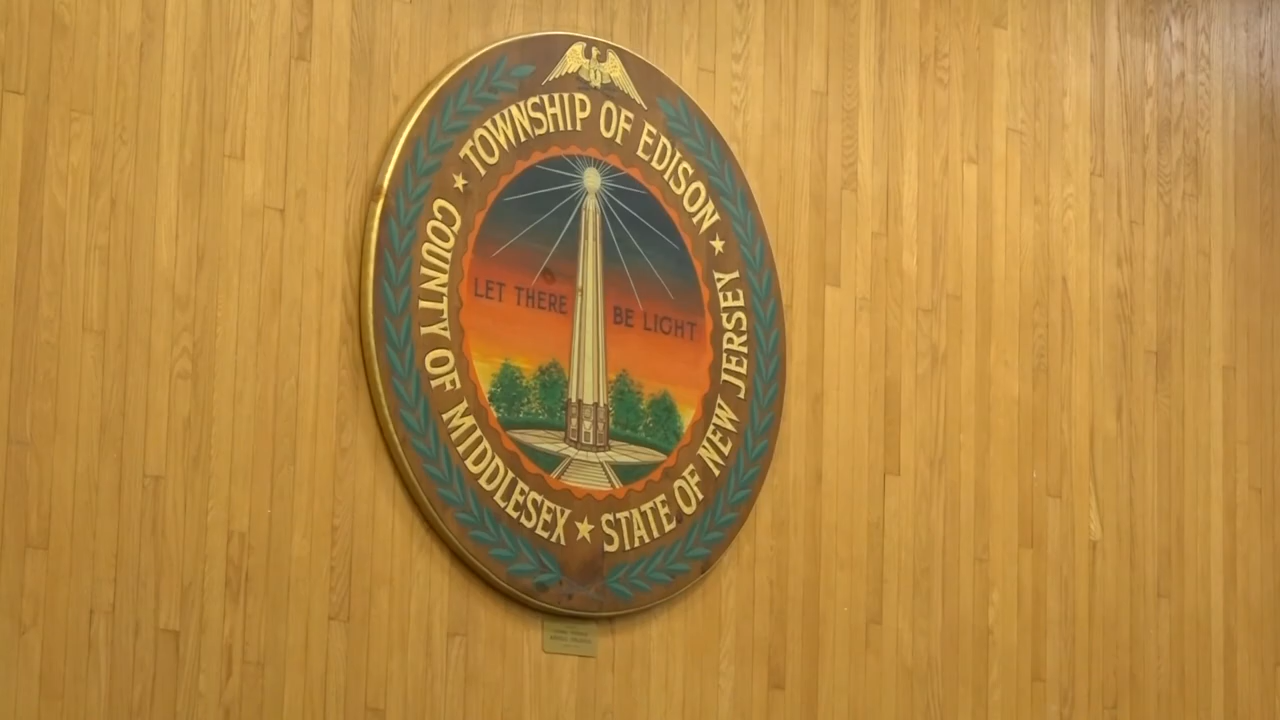 TOWNSHIP OF EDISON
COUNTY OF MIDDLESEX ★ STATE OF NEW JERSEY
LET THERE BE LIGHT